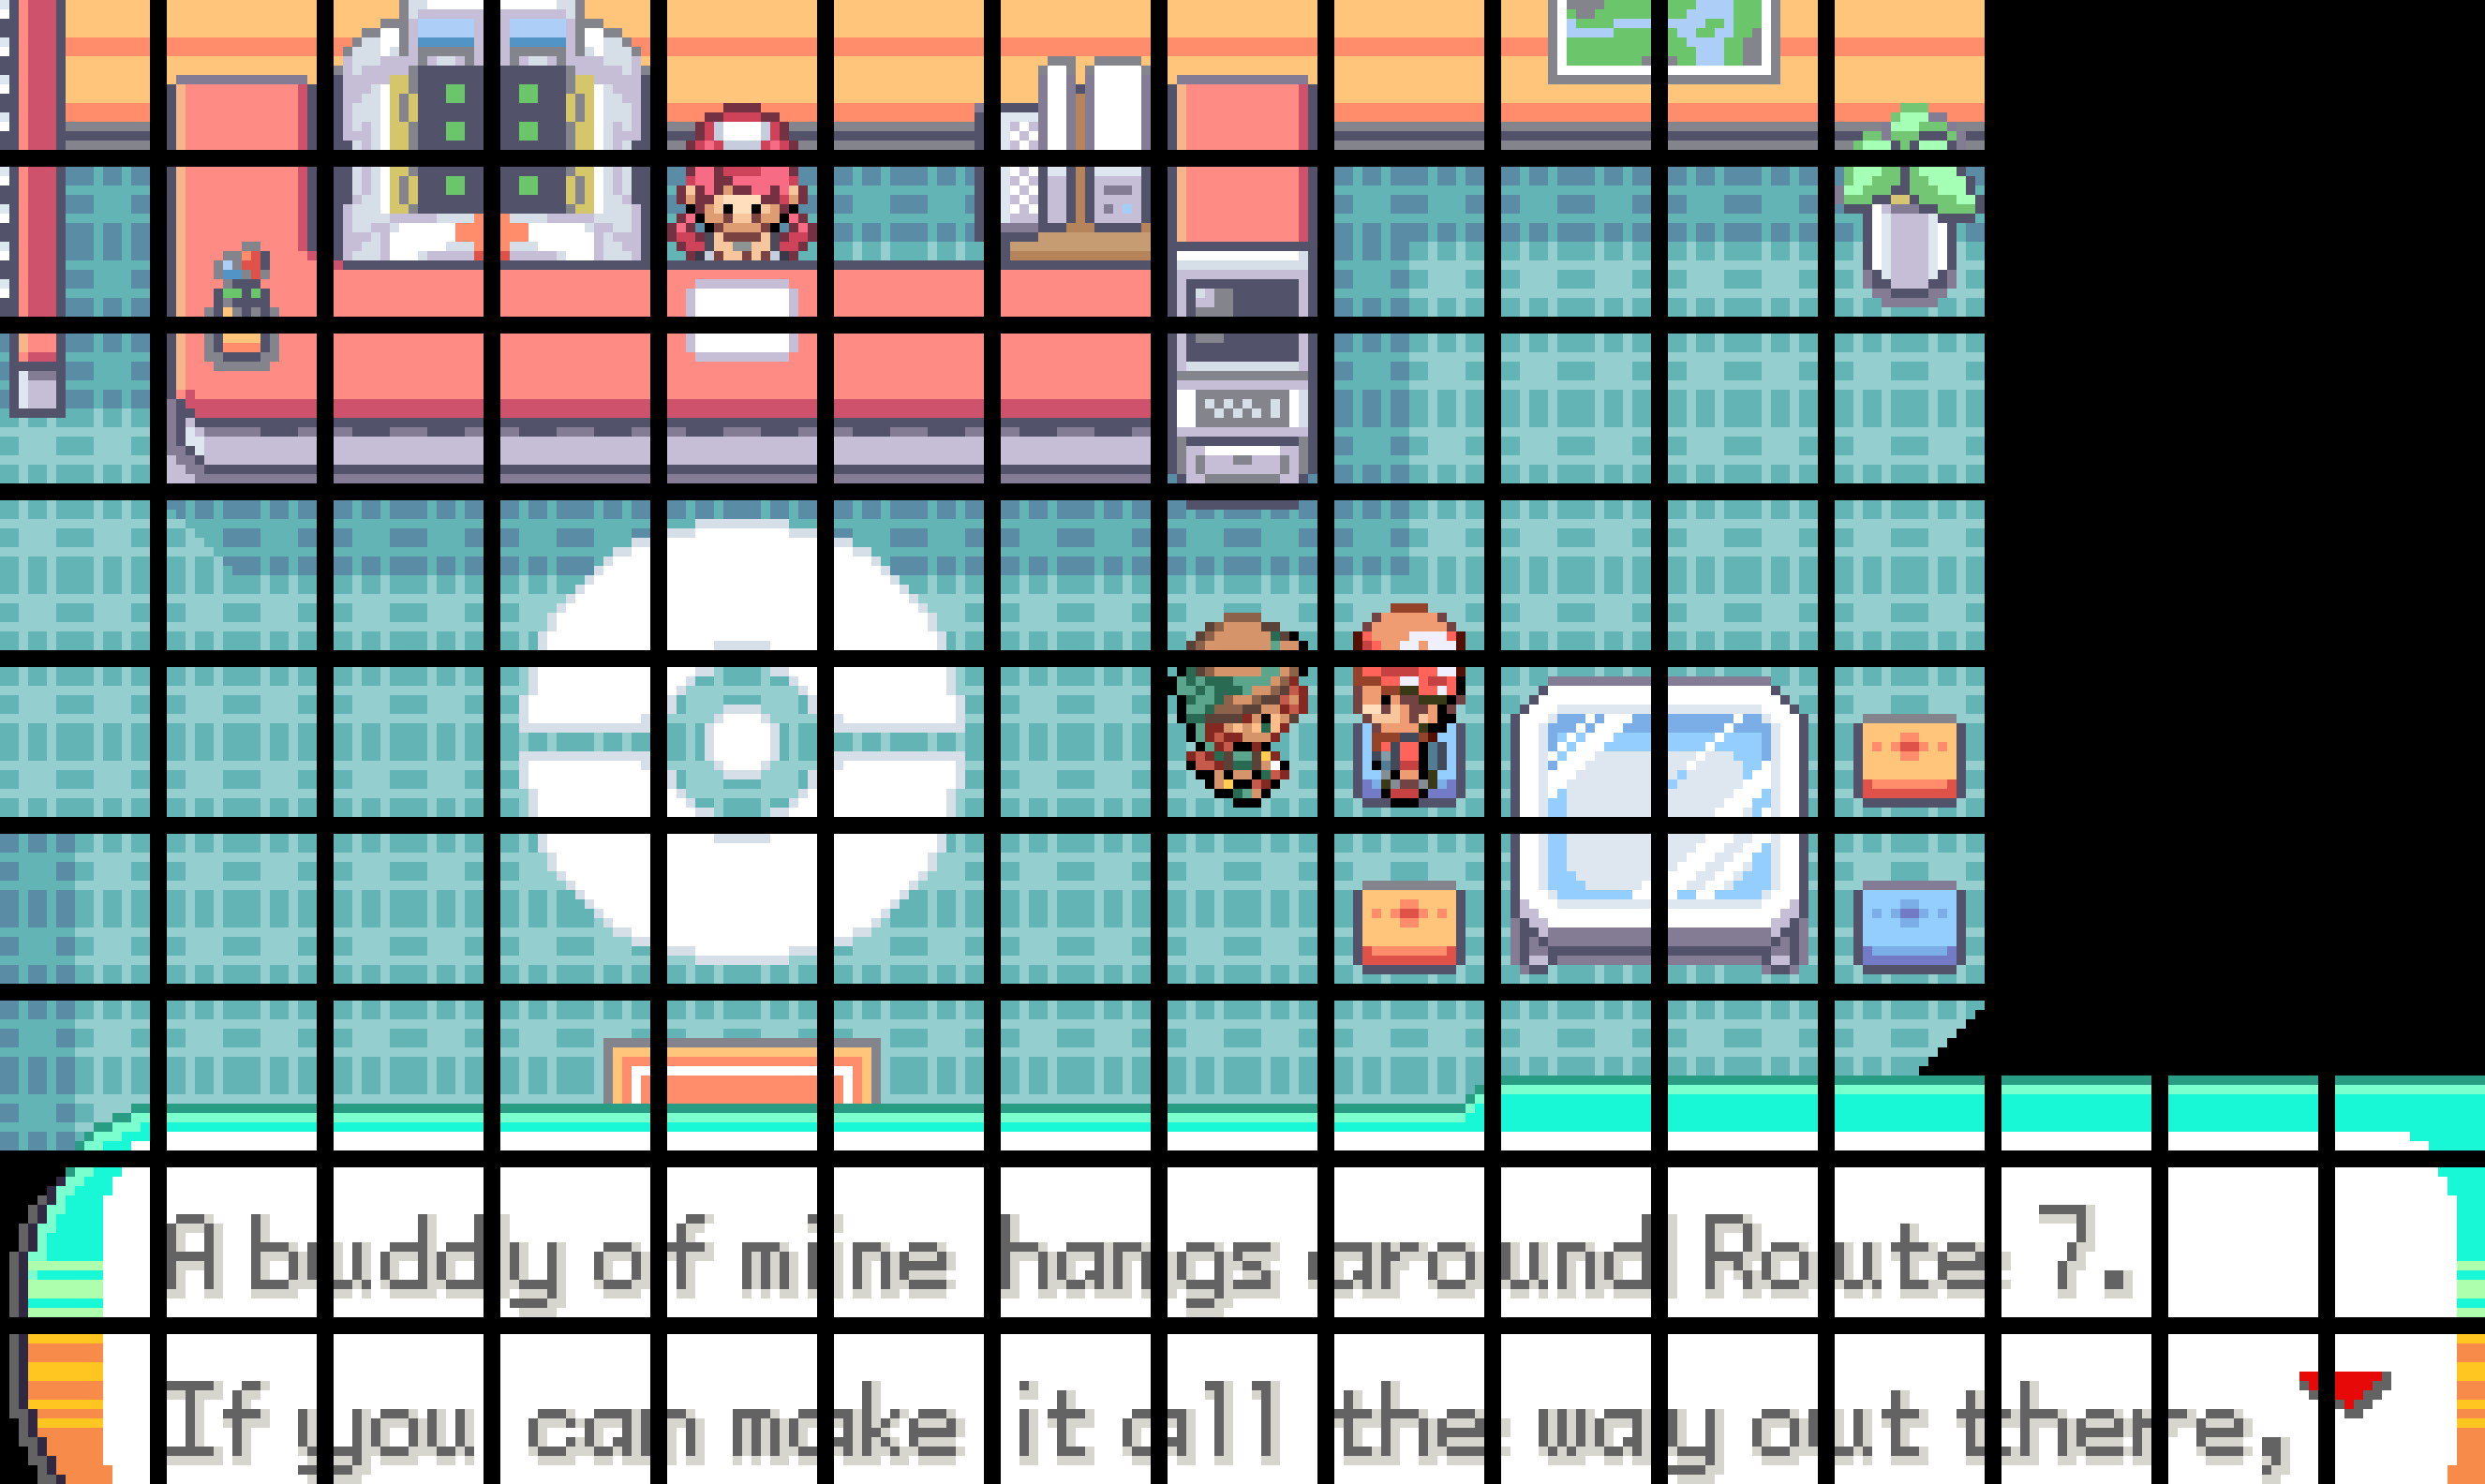 A buddy of mine hangs around Route 7.
If you can make it all the way out there,